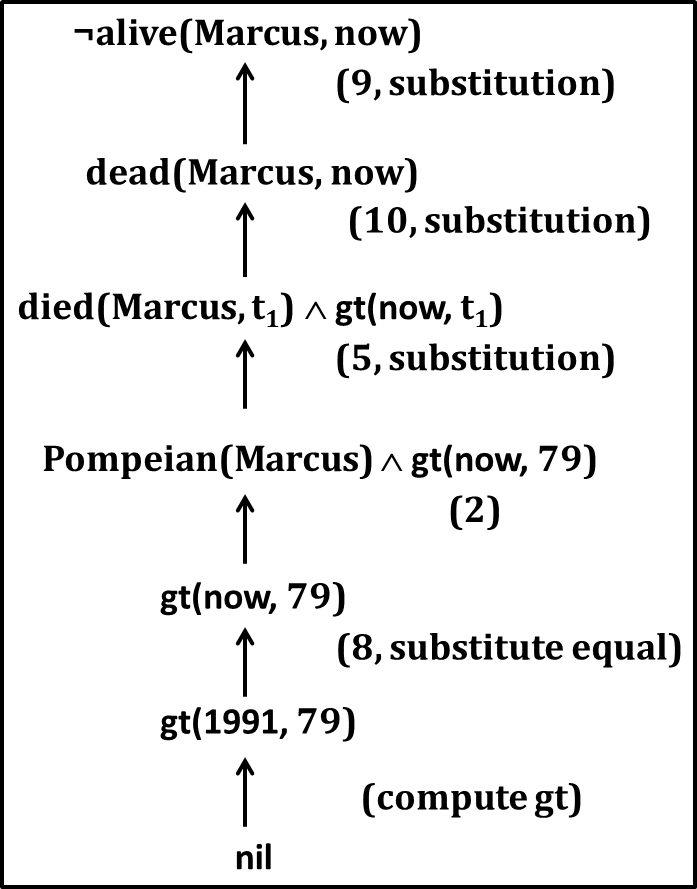 ¬alive(Marcus, now)
(9, substitution)
dead(Marcus, now)
(10, substitution)
died(Marcus, t₁) ∧ gt(now, t₁)
(5, substitution)
Pompeian(Marcus) ∧ gt(now, 79)
(2)
gt(now, 79)
(8, substitute equal)
gt(1991, 79)
(compute gt)
nil